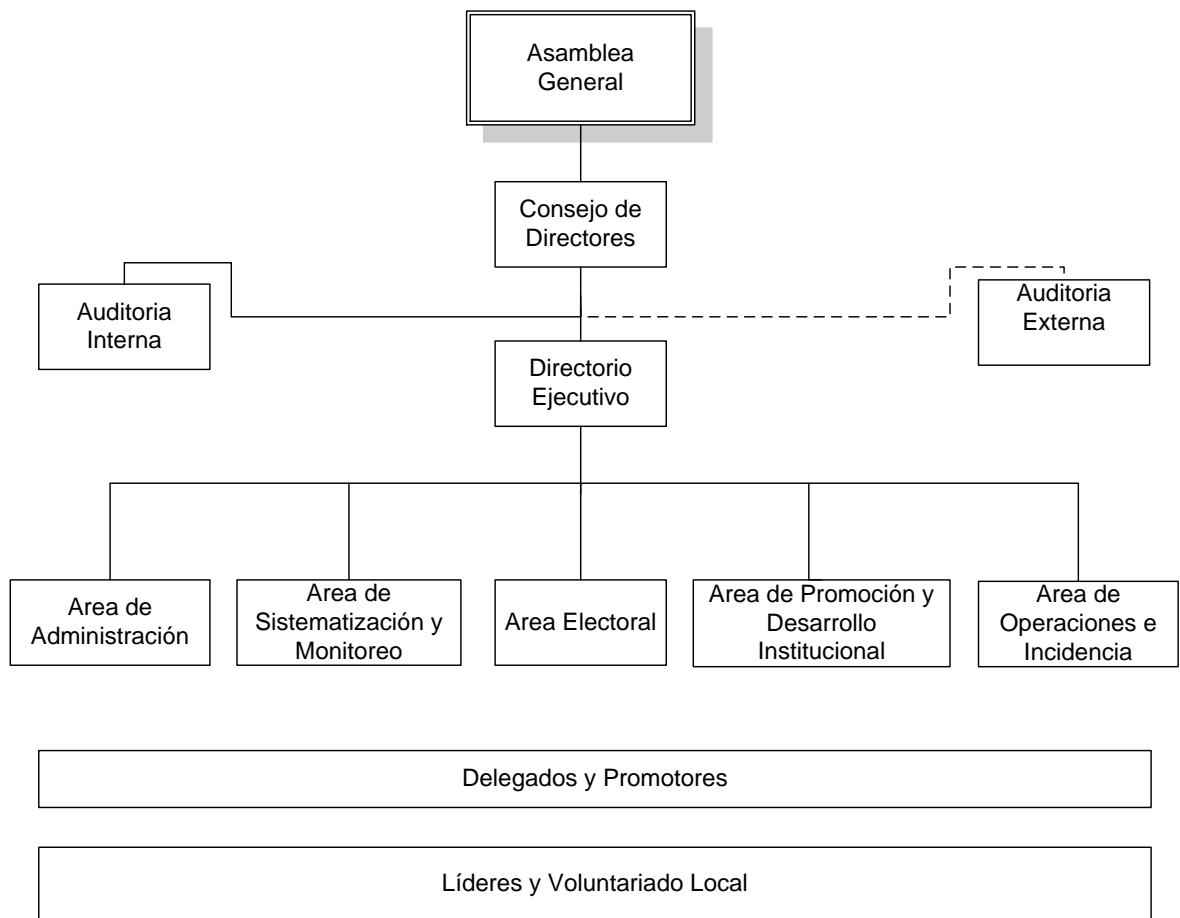 Asamblea
General
Consejo de
Directores
Auditoria
Interna
Auditoria
Externa
Directorio
Ejecutivo
Area de
Administración
Area de
Sistematización y
Monitoreo
Area Electoral
Area de Promoción y
Desarrollo
Institucional
Area de
Operaciones e
Incidencia
Delegados y Promotores
Líderes y Voluntariado Local